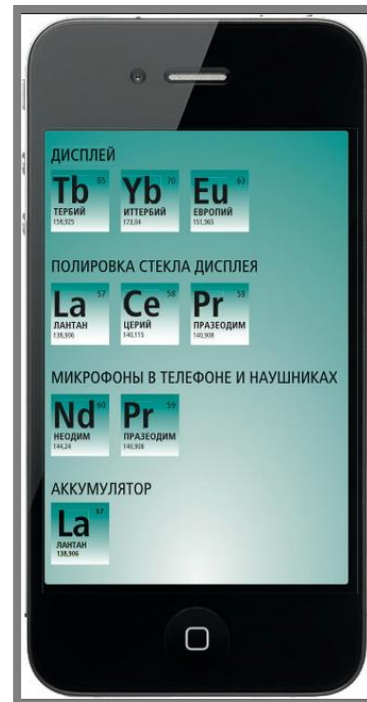 ДИСПЛЕЙ
65 70 63
Tb Yb Eu
ТЕРБИЙ ИТТЕРБИЙ ЕВРОПИЙ
158,925 173,04 151,965
ПОЛИРОВКА СТЕКЛА ДИСПЛЕЯ
57 58 59
La Ce Pr
ЛАНТАН ЦЕРИЙ ПРАЗЕОДИМ
138,906 140,115 140,908
МИКРОФОНЫ В ТЕЛЕФОНЕ И НАУШНИКАХ
60 59
Nd Pr
НЕОДИМ ПРАЗЕОДИМ
144,24 140,908
АККУМУЛЯТОР
57
La
ЛАНТАН
138,906